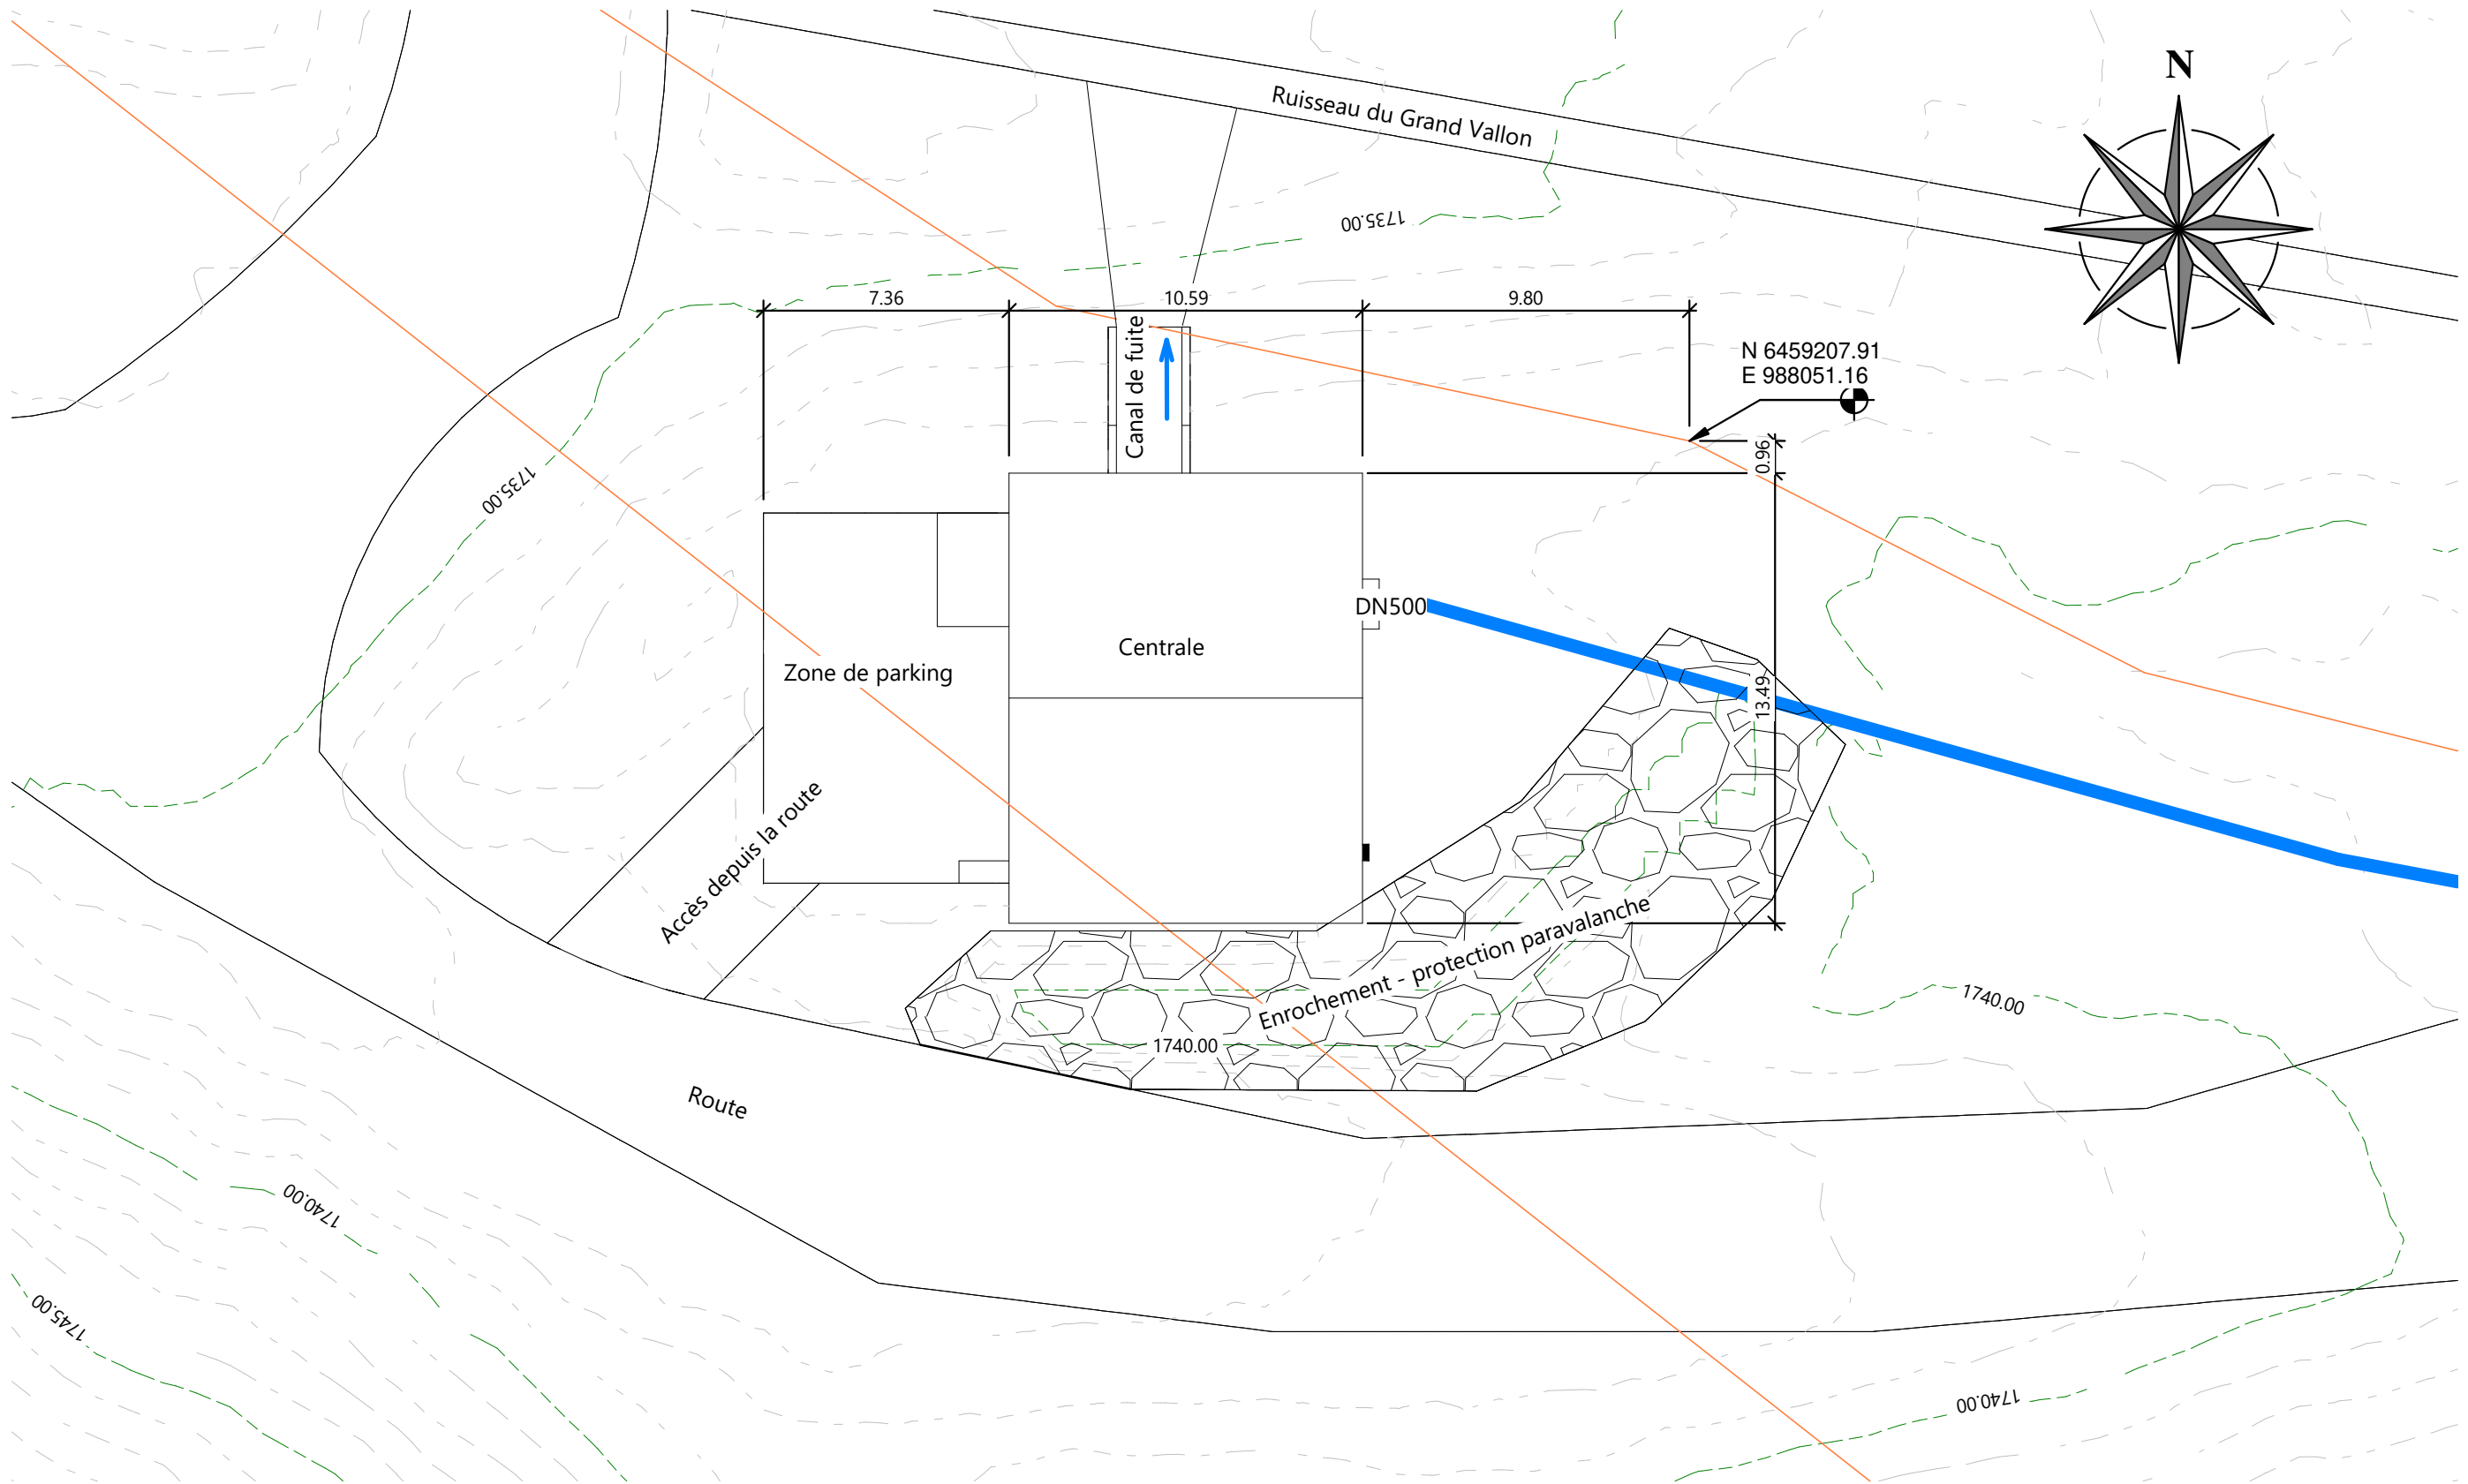 N
Ruisseau du Grand Vallon
1735.00
7.36
10.59
9.80
Canal de fuite
N 6459207.91
E 988051.16
0.96
1735.00
DN500
Centrale
Zone de parking
13.49
Accès depuis la route
Enrochement - protection paravalanche
1740.00
1740.00
Route
1740.00
1745.00
1740.00